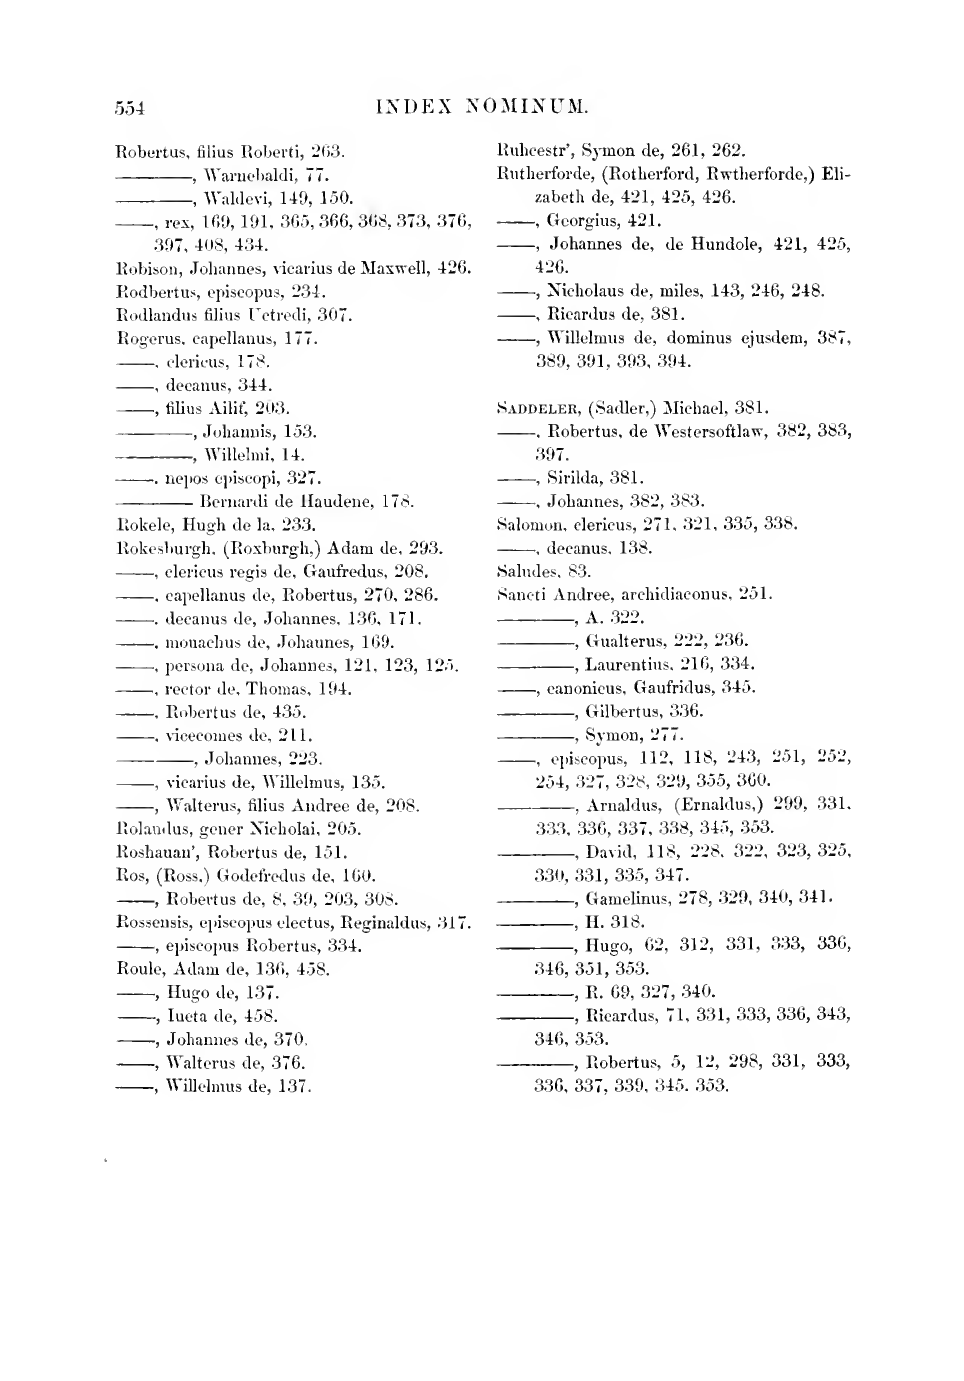 554
INDEX NOMINUM.
Robertus, filius Roberti, 263.
———, Warnebaldi, 77.
———, Waldevi, 149, 150.
——, rex, 169, 191, 365, 366, 368, 373, 376,
397, 408, 434.
Robison, Johannes, vicarius de Maxwell, 426.
Rodbertus, episcopus, 234.
Rodlandus filius Uctredi, 307.
Rogerus, capellanus, 177.
——, clericus, 178.
——, decanus, 344.
——, filius Ailif, 203.
———, Johannis, 153.
———, Willelmi, 14.
——, nepos episcopi, 327.
——— Bernardi de Haudene, 178.
Rokele, Hugh de la, 233.
Rokesburgh, (Roxburgh,) Adam de, 293.
——, clericus regis de, Gaufredus, 208.
——, capellanus de, Robertus, 270, 286.
——, decanus de, Johannes, 136, 171.
——, monachus de, Johannes, 169.
——, persona de, Johannes, 121, 123, 125.
——, rector de, Thomas, 194.
——, Robertus de, 435.
——, vicecomes de, 211.
— ——, Johannes, 223.
——, vicarius de, Willelmus, 135.
——, Walterus, filius Andree de, 208.
Rolandus, gener Nicholai, 205.
Roshauan’, Robertus de, 151.
Ros, (Ross,) Godefredus de, 160.
——, Robertus de, 8, 39, 203, 308.
Rossensis, episcopus electus, Reginaldus, 317.
——, episcopus Robertus, 334.
Roule, Adam de, 136, 458.
——, Hugo de, 137.
——, Iueta de, 458.
——, Johannes de, 370.
——, Walterus de, 376.
——, Willelmus de, 137.
Ruhcestr’, Symon de, 261, 262.
Rutherforde, (Rotherford, Rwtherforde,) Eli-
zabeth de, 421, 425, 426.
——, Georgius, 421.
——, Johannes de, de Hundole, 421, 425,
426.
——, Nicholaus de, miles, 143, 246, 248.
——, Ricardus de, 381.
——, Willelmus de, dominus ejusdem, 387,
389, 391, 393, 394.
SADDELER, (Sadler,) Michael, 381.
——, Robertus, de Westersoftlaw, 382, 383,
397.
——, Sirilda, 381.
——, Johannes, 382, 383.
Salomon, clericus, 271, 321, 335, 338.
——, decanus, 138.
Saludes, 83.
Sancti Andree, archidiaconus, 251.
———, A. 322.
———, Gualterus, 222, 236.
———, Laurentius, 216, 334.
——, canonicus, Gaufridus, 345.
———, Gilbertus, 336.
———, Symon, 277.
——, episcopus, 112, 118, 243, 251, 252,
254, 327, 328, 329, 355, 360.
———, Arnaldus, (Ernaldus,) 299, 331,
333, 336, 337, 338, 345, 353.
———, David, 118, 228, 322, 323, 325,
330, 331, 335, 347.
———, Gamelinus, 278, 329, 340, 341.
———, H. 318.
———, Hugo, 62, 312, 331, 333, 336,
346, 351, 353.
———, R. 69, 327, 340.
———, Ricardus, 71, 331, 333, 336, 343,
346, 353.
———, Robertus, 5, 12, 298, 331, 333,
336, 337, 339, 345, 353.